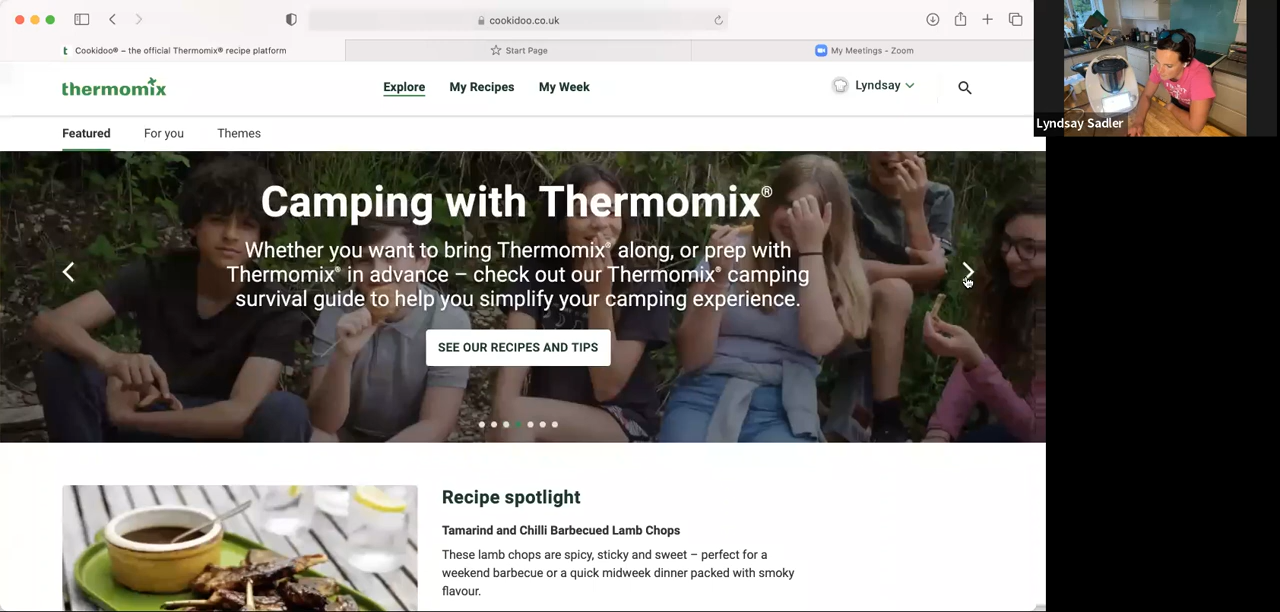 cookidoo.co.uk
t Cookidoo® – the official Thermomix® recipe platform
Start Page
My Meetings - Zoom
thermomix
Explore
My Recipes
My Week
Lyndsay
Lyndsay Sadler
Featured
For you
Themes
Camping with Thermomix®
Whether you want to bring Thermomix® along, or prep with
Thermomix® in advance – check out our Thermomix® camping
survival guide to help you simplify your camping experience.
SEE OUR RECIPES AND TIPS
Recipe spotlight
Tamarind and Chilli Barbecued Lamb Chops
These lamb chops are spicy, sticky and sweet – perfect for a
weekend barbecue or a quick midweek dinner packed with smoky
flavour.